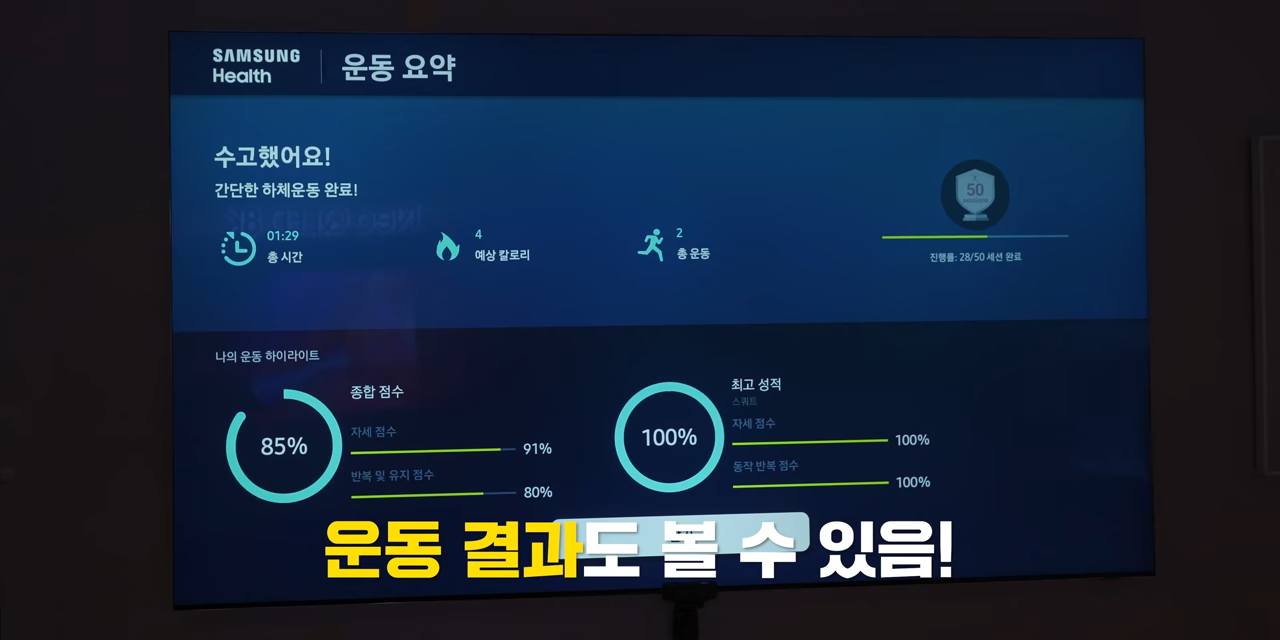 SAMSUNG
Health
운동 요약
수고했어요!
간단한 하체운동 완료!
01:29
총 시간
4
예상 칼로리
2
총 운동
X
50
sessions
진행률: 28/50 세션 완료
나의 운동 하이라이트
85%
종합 점수
자세 점수
91%
반복 및 유지 점수
80%
100%
최고 성적
스쿼트
자세 점수
100%
동작 반복 점수
100%
운동 결과도 볼 수 있음!